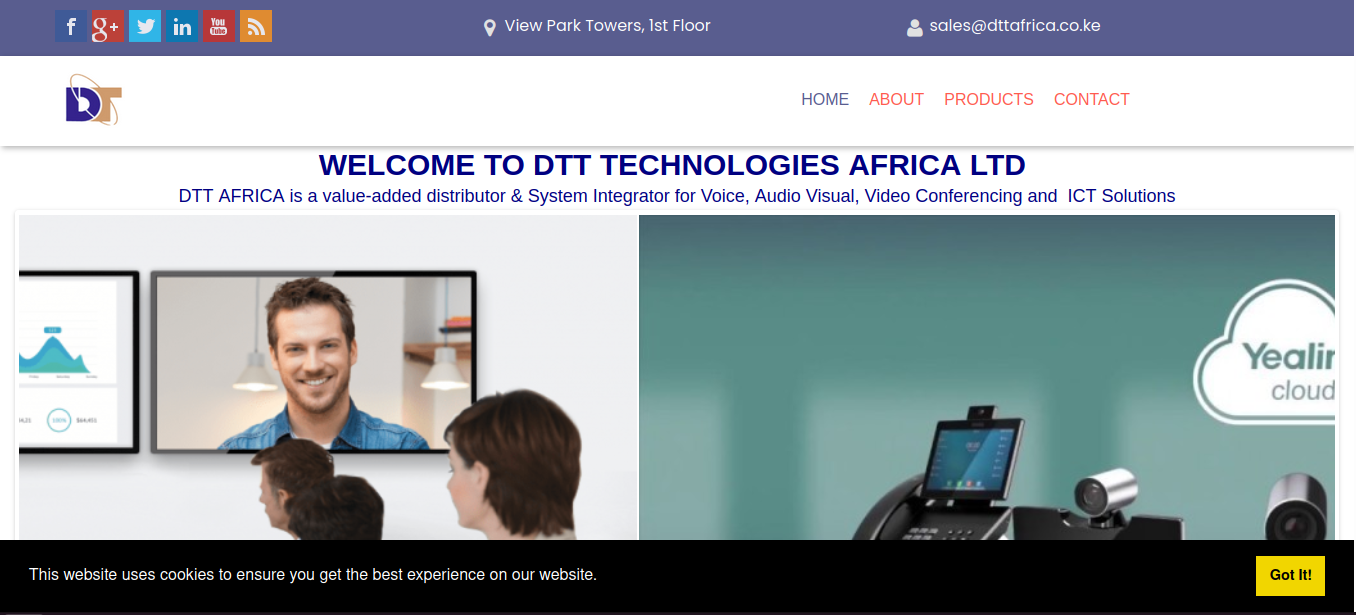 f g+ in You Tube
View Park Towers, 1st Floor
sales@dttafrica.co.ke
DT
HOME ABOUT PRODUCTS CONTACT
WELCOME TO DTT TECHNOLOGIES AFRICA LTD
DTT AFRICA is a value-added distributor & System Integrator for Voice, Audio Visual, Video Conferencing and ICT Solutions
cloud
100%
This website uses cookies to ensure you get the best experience on our website.
Got It!